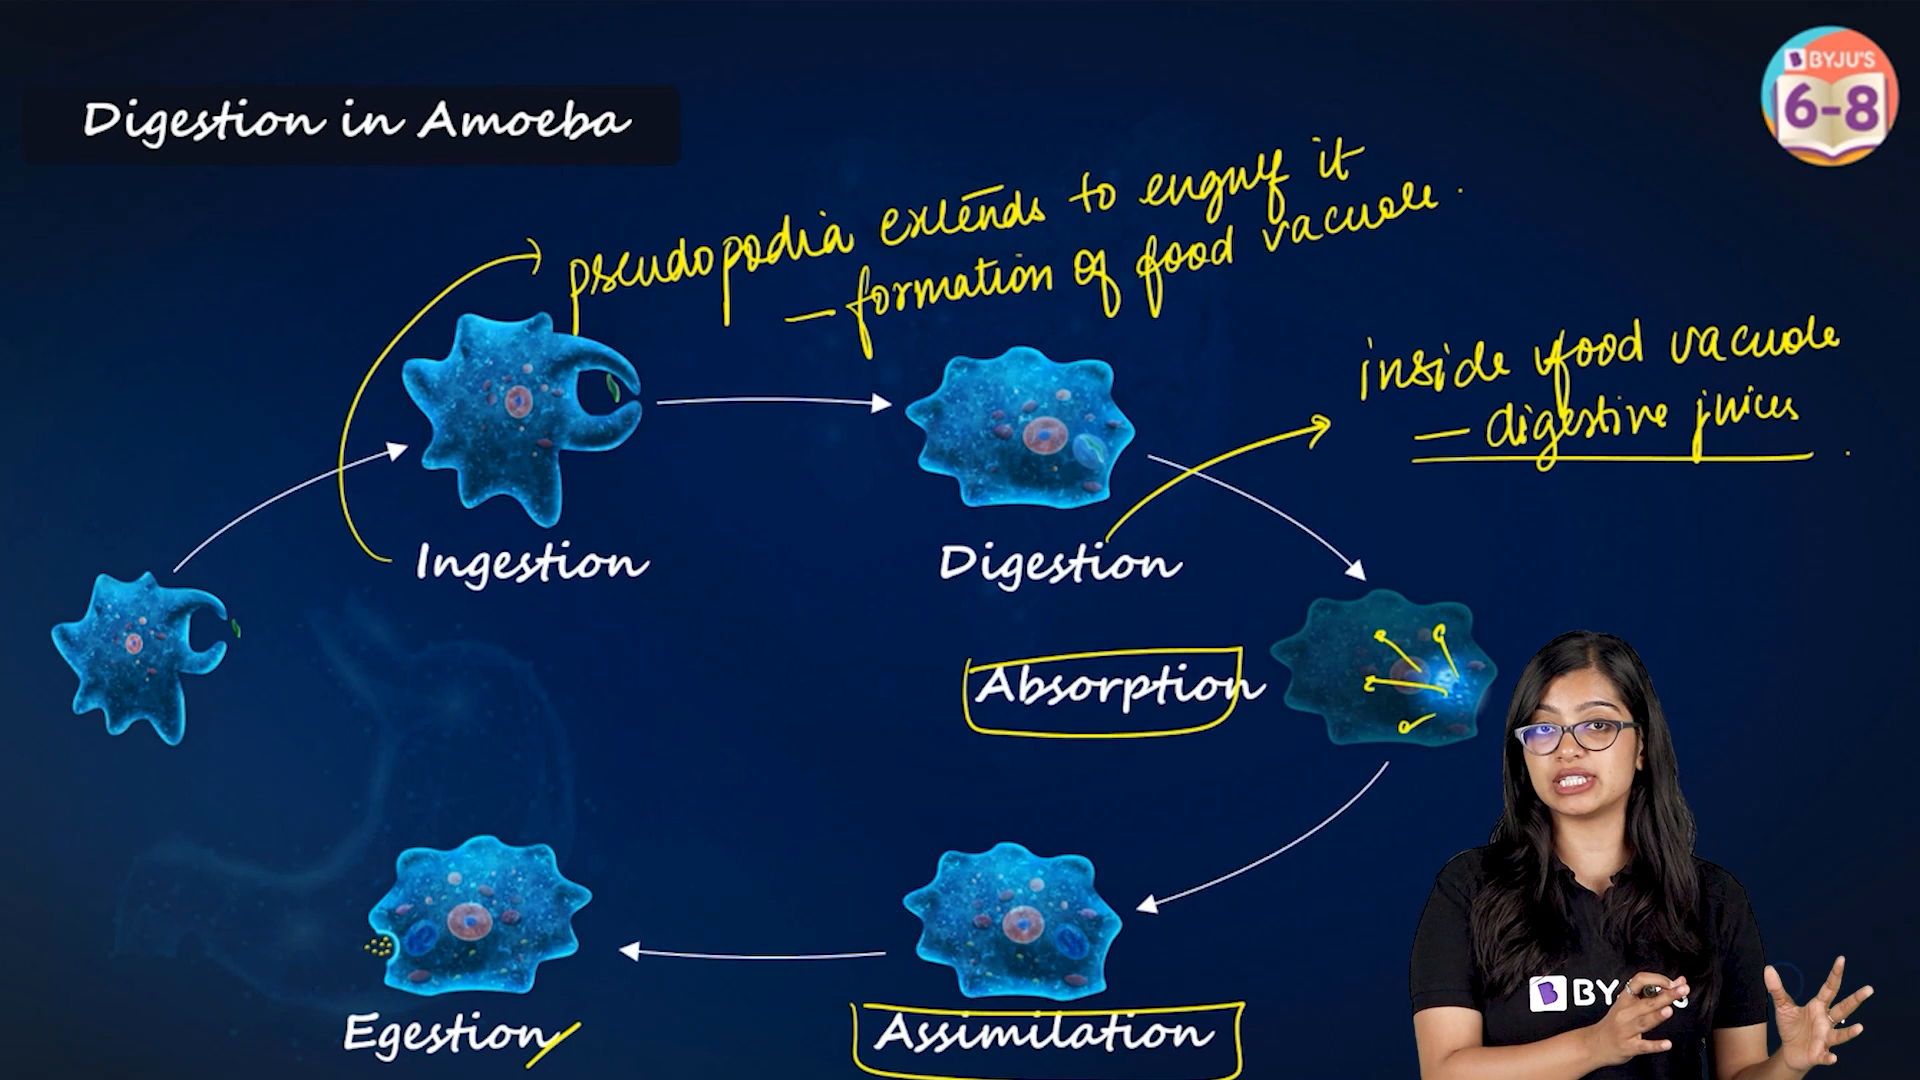 Digestion in Amoeba
BYJU'S
6-8
pseudopodia extends to engulf it
— formation of food vacuole.
inside food vacuole
— digestive juices
Ingestion
Digestion
Absorption
Egestion
Assimilation